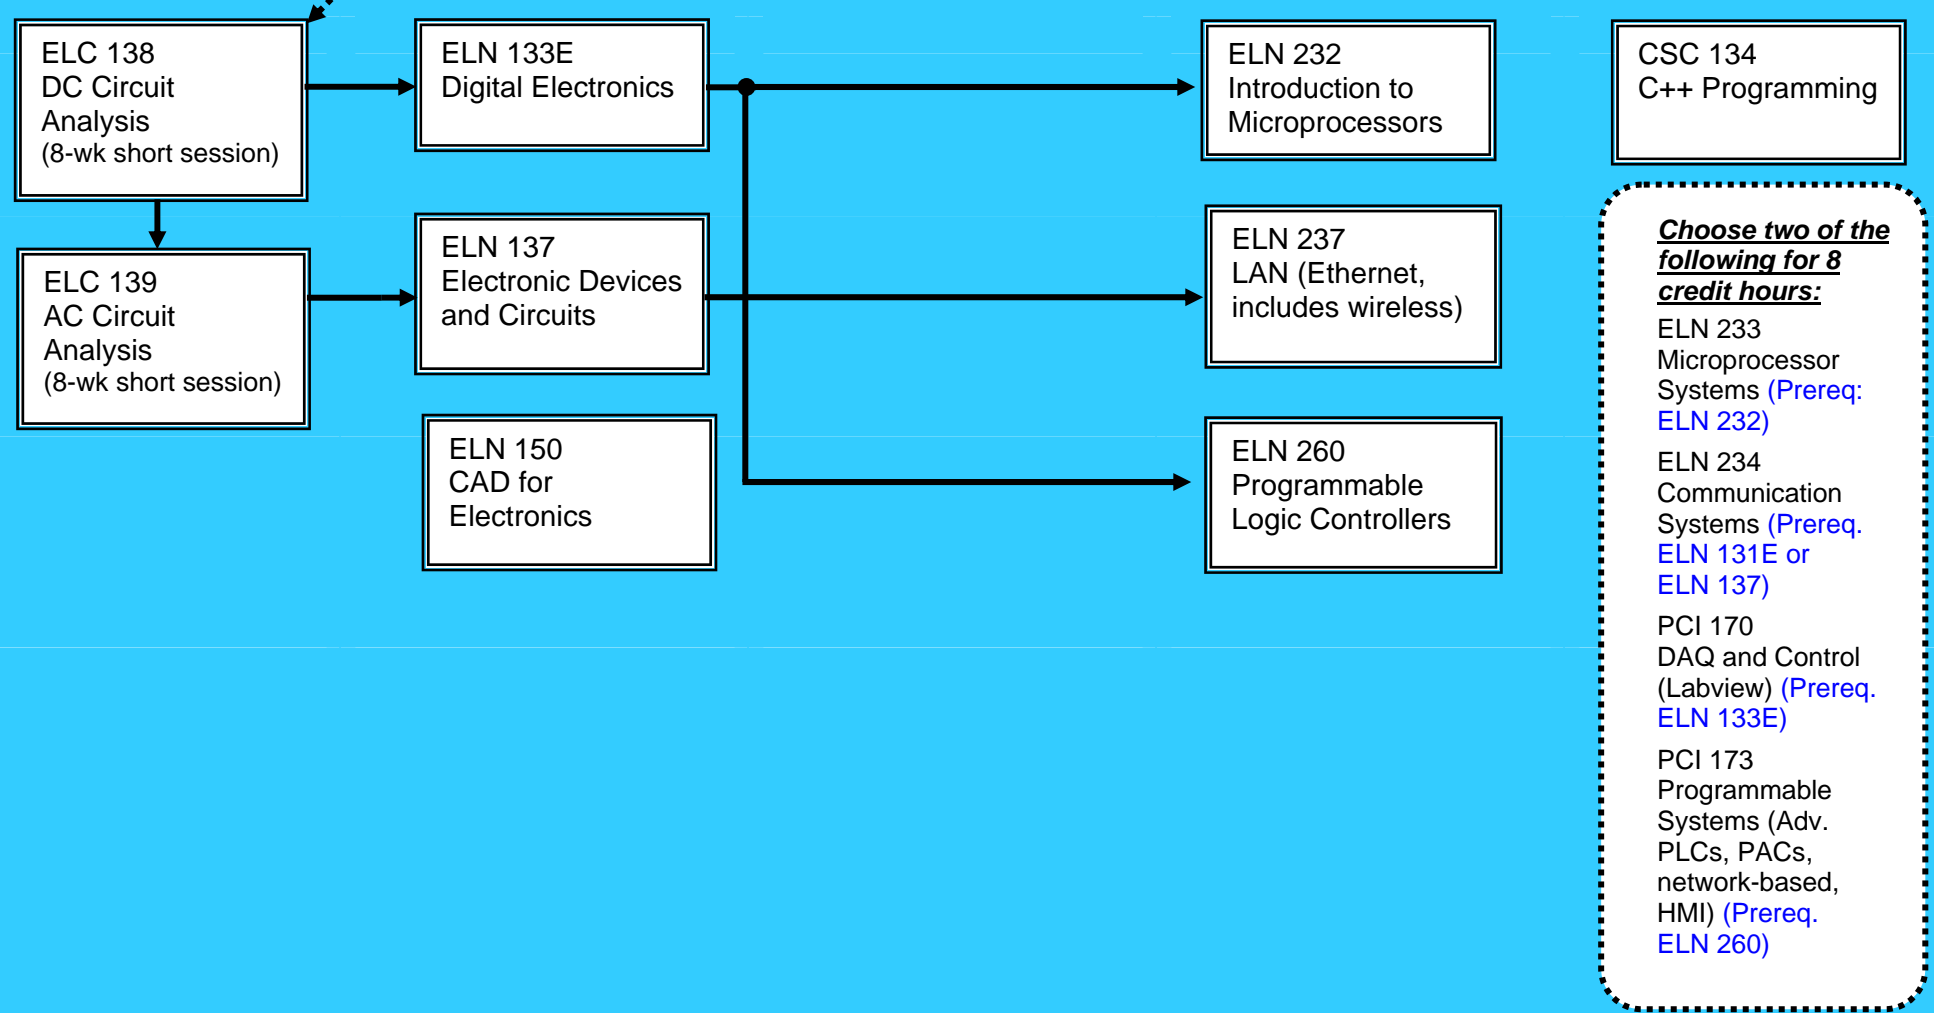 ELC 138
DC Circuit
Analysis
(8-wk short session)
ELC 139
AC Circuit
Analysis
(8-wk short session)
ELN 133E
Digital Electronics
ELN 137
Electronic Devices
and Circuits
ELN 150
CAD for
Electronics
ELN 232
Introduction to
Microprocessors
ELN 237
LAN (Ethernet,
includes wireless)
ELN 260
Programmable
Logic Controllers
CSC 134
C++ Programming
Choose two of the
following for 8
credit hours:
ELN 233
Microprocessor
Systems (Prereq:
ELN 232)
ELN 234
Communication
Systems (Prereq.
ELN 131E or
ELN 137)
PCI 170
DAQ and Control
(Labview) (Prereq.
ELN 133E)
PCI 173
Programmable
Systems (Adv.
PLCs, PACs,
network-based,
HMI) (Prereq.
ELN 260)